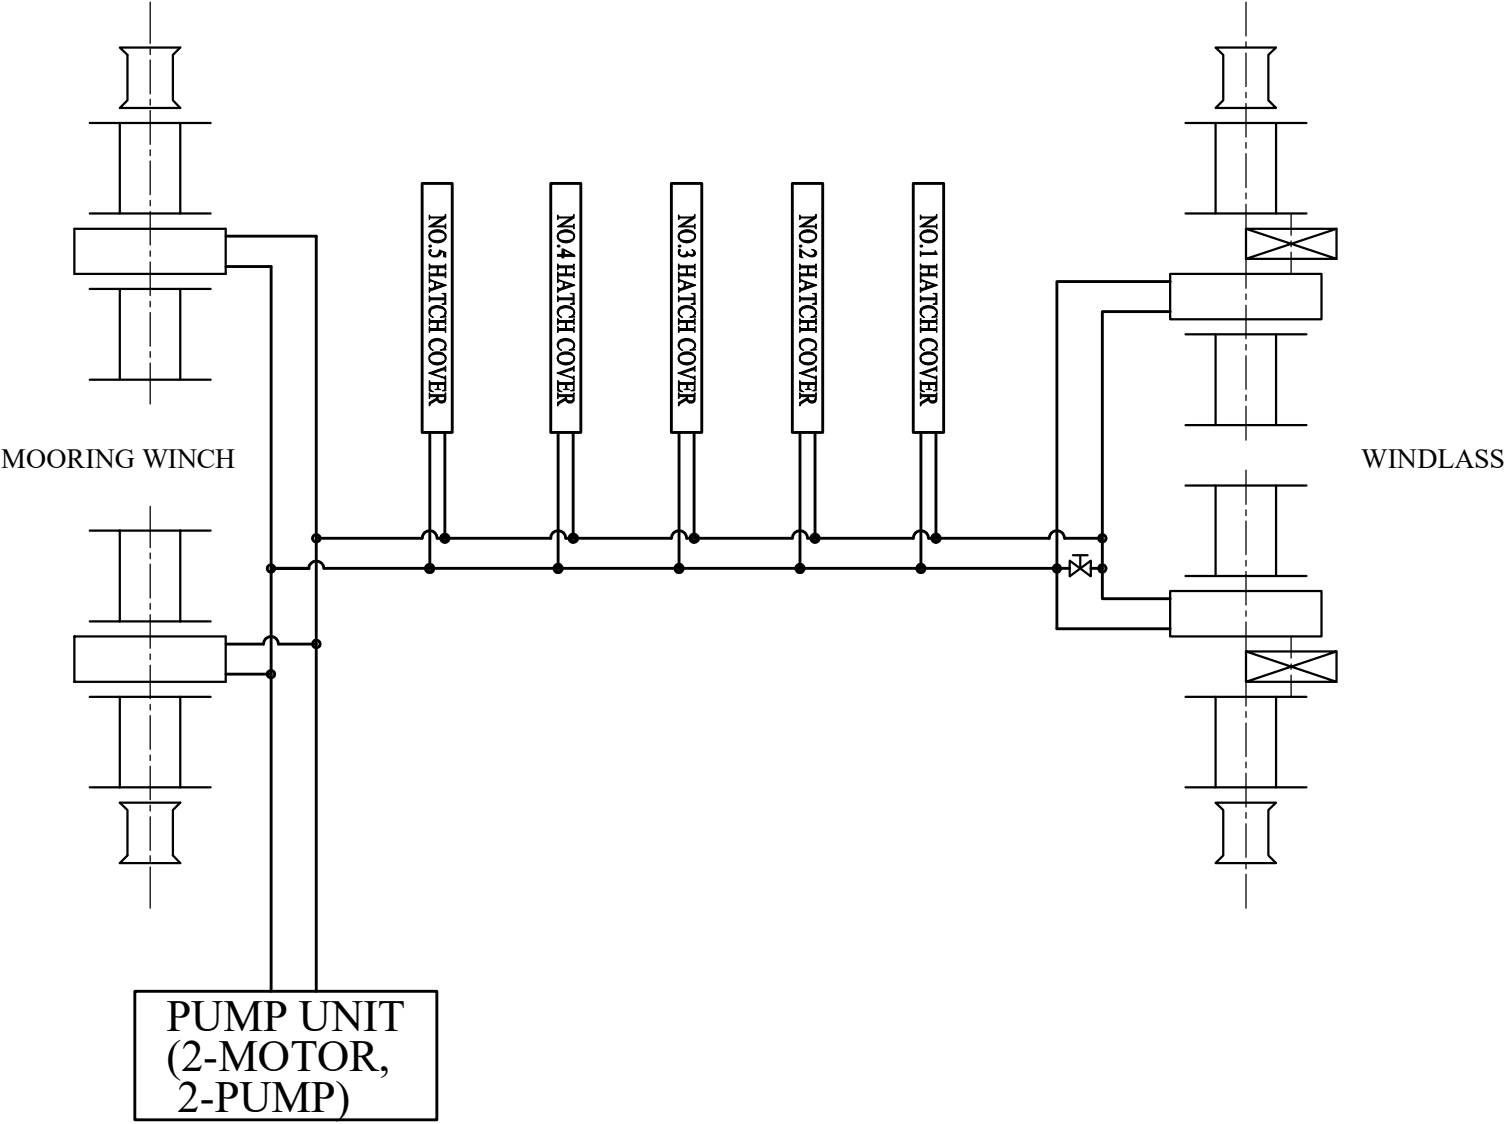 NO.5 HATCH COVER
NO.4 HATCH COVER
NO.3 HATCH COVER
NO.2 HATCH COVER
NO.1 HATCH COVER
MOORING WINCH
WINDLASS
PUMP UNIT
(2-MOTOR,
2-PUMP)